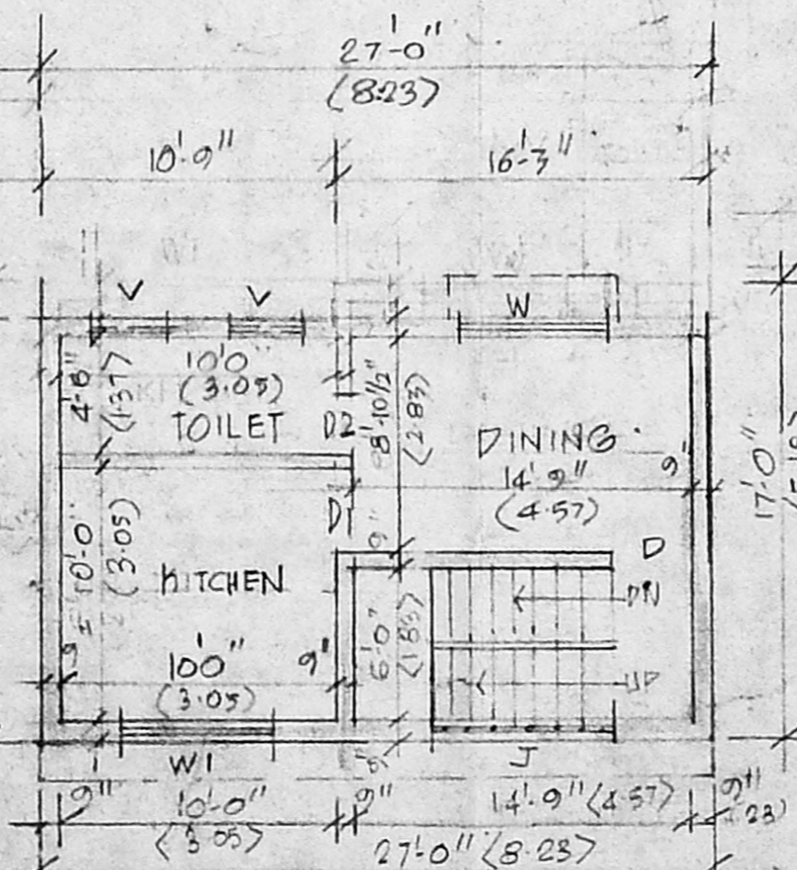 27'-0"
(8.23)
10'-9"
16'-3"
V
V
W
10'0"
(3.05)
TOILET
4'-6"
(1.37)
D2
8'-10½"
(2.83)
DINING
14'-9"
(4.57)
9"
17'-0"
D1
9"
D
10'-0"
(3.05)
KITCHEN
DN
10'0"
(3.05)
9"
9"
6'-0"
(1.83)
UP
W1
J
9"
10'-0"
(3.05)
9"
14'-9" (4.57)
9"
27'-0" (8.23)